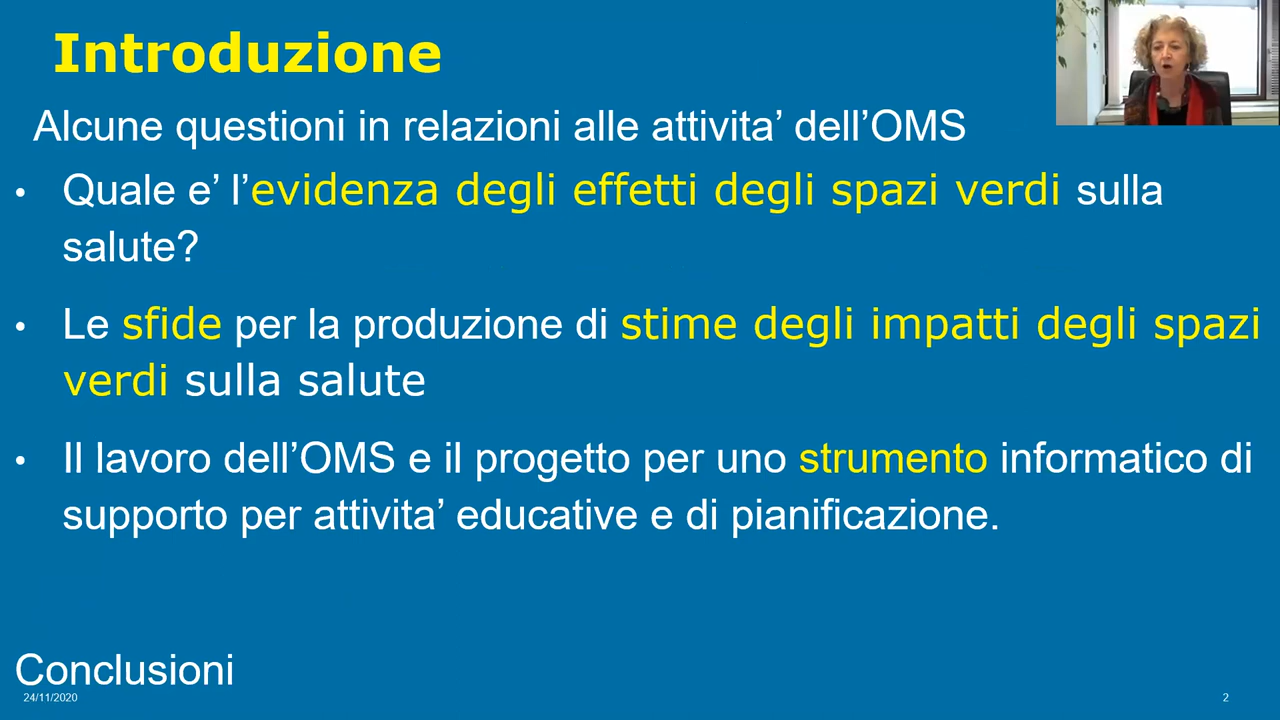 Introduzione
Alcune questioni in relazioni alle attivita’ dell’OMS
• Quale e’ l’evidenza degli effetti degli spazi verdi sulla
salute?
• Le sfide per la produzione di stime degli impatti degli spazi
verdi sulla salute
• Il lavoro dell’OMS e il progetto per uno strumento informatico di
supporto per attivita’ educative e di pianificazione.
Conclusioni
24/11/2020
2